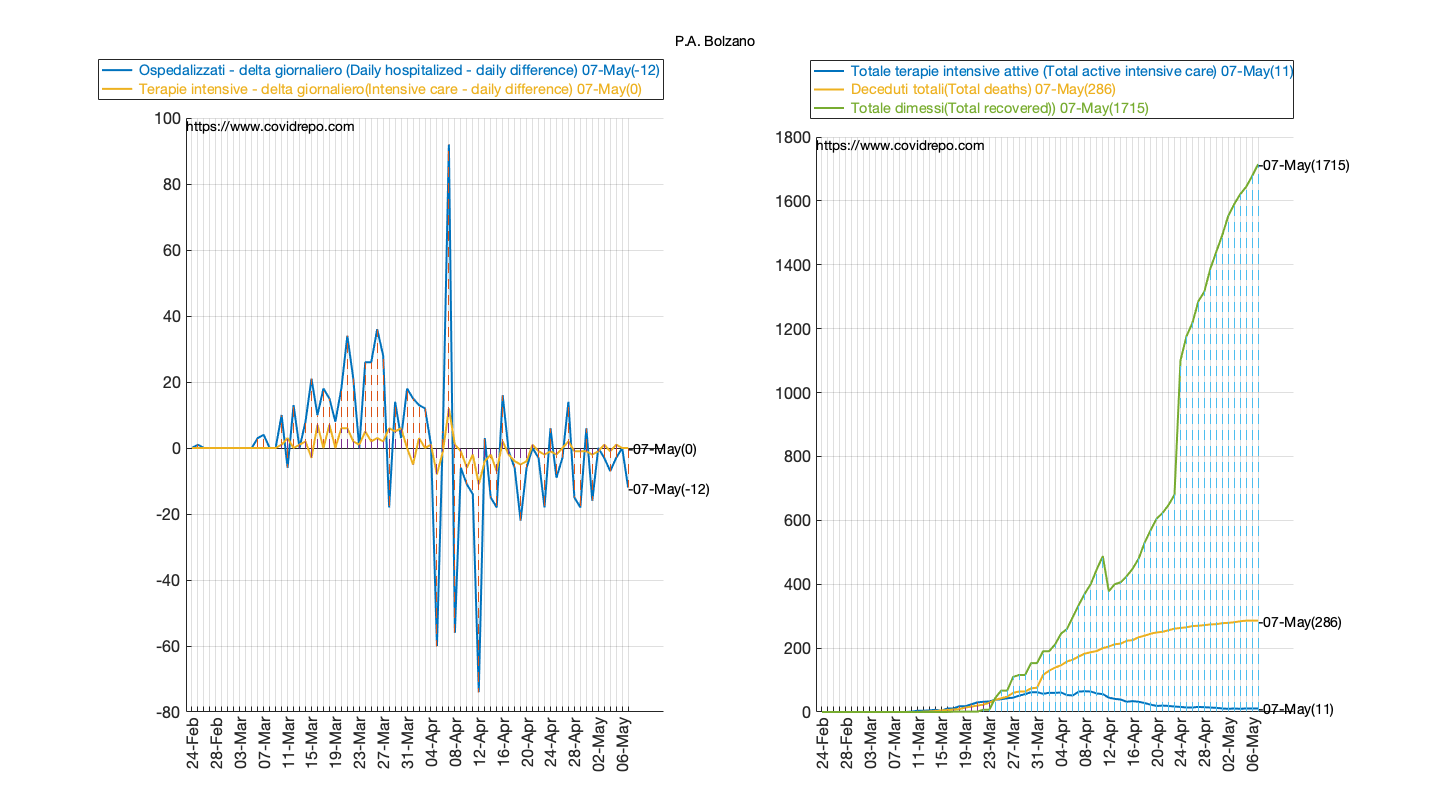 P.A. Bolzano
Ospedalizzati - delta giornaliero (Daily hospitalized - daily difference) 07-May(-12)
Terapie intensive - delta giornaliero(Intensive care - daily difference) 07-May(0)
https://www.covidrepo.com
100
80
60
40
20
0
-20
-40
-60
-80
-07-May(0)
-07-May(-12)
24-Feb
28-Feb
03-Mar
07-Mar
11-Mar
15-Mar
19-Mar
23-Mar
27-Mar
31-Mar
04-Apr
08-Apr
12-Apr
16-Apr
20-Apr
24-Apr
28-Apr
02-May
06-May
Totale terapie intensive attive (Total active intensive care) 07-May(11)
Deceduti totali(Total deaths) 07-May(286)
Totale dimessi(Total recovered)) 07-May(1715)
https://www.covidrepo.com
1800
1600
1400
1200
1000
800
600
400
200
0
-07-May(1715)
-07-May(286)
-07-May(11)
24-Feb
28-Feb
03-Mar
07-Mar
11-Mar
15-Mar
19-Mar
23-Mar
27-Mar
31-Mar
04-Apr
08-Apr
12-Apr
16-Apr
20-Apr
24-Apr
28-Apr
02-May
06-May